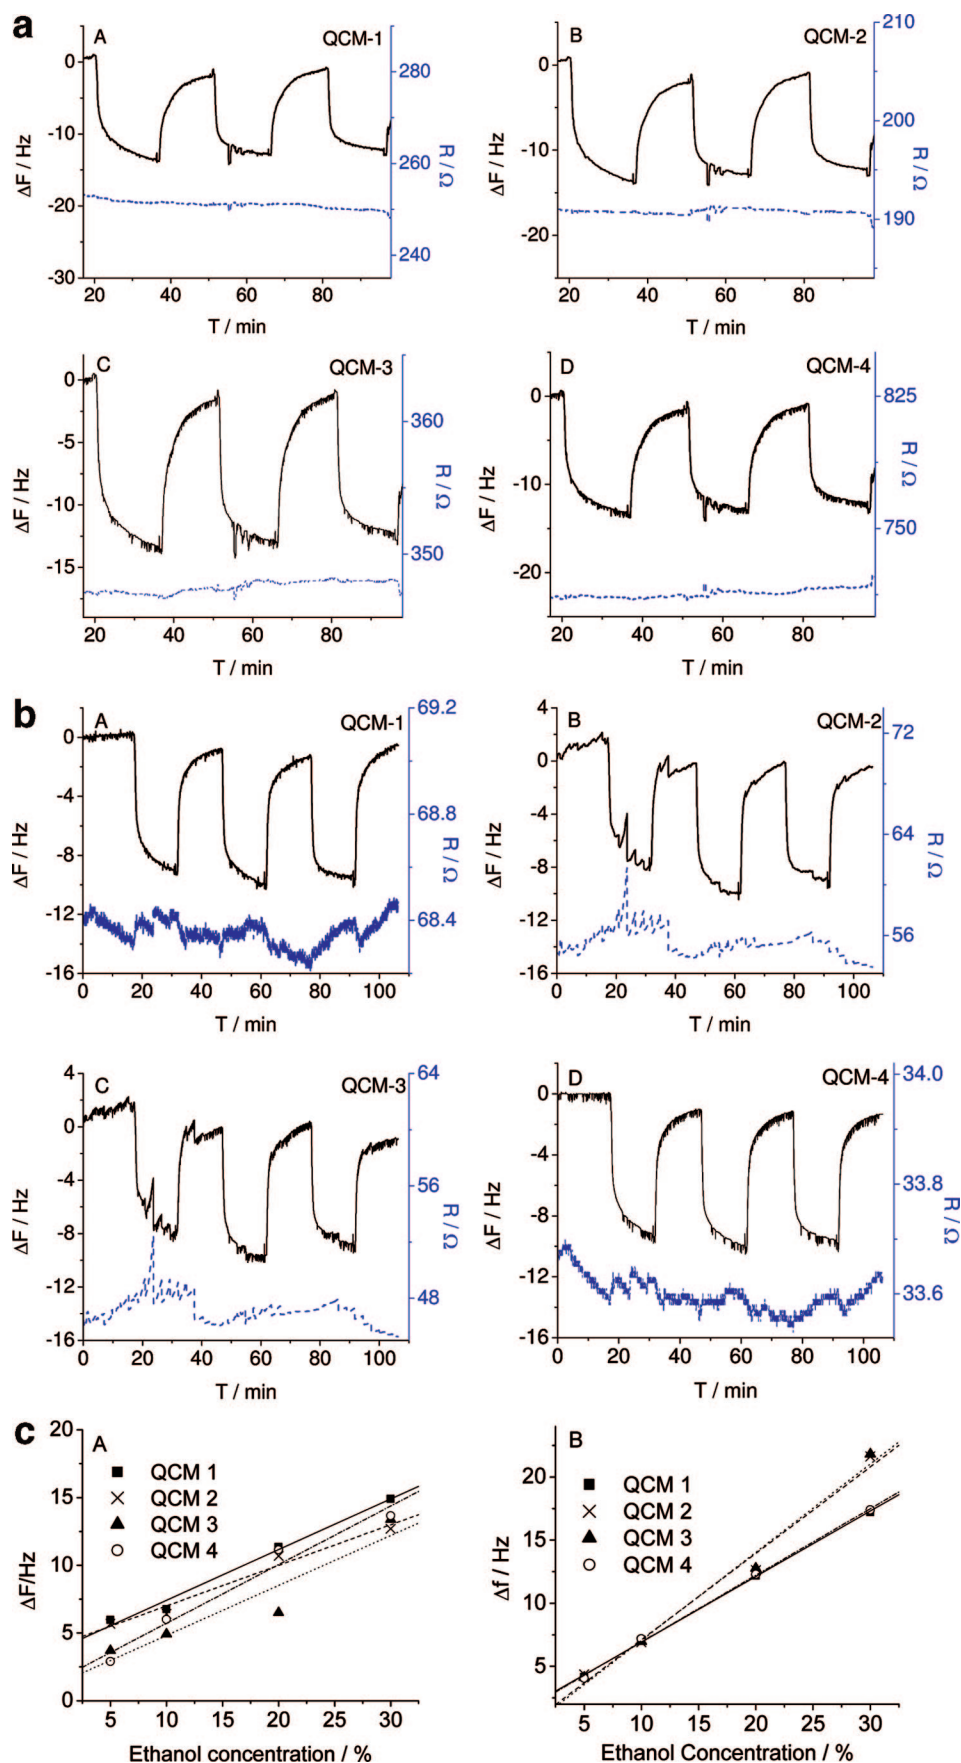 a
A
QCM-1
0
-10
-20
-30
ΔF / Hz
280
260
240
R / Ω
20 40 60 80
T / min
B
QCM-2
0
-10
-20
ΔF / Hz
210
200
190
R / Ω
20 40 60 80
T / min
C
QCM-3
0
-5
-10
-15
ΔF / Hz
360
350
R / Ω
20 40 60 80
T / min
D
QCM-4
0
-5
-10
-15
-20
ΔF / Hz
825
750
R / Ω
20 40 60 80
T / min
b
A
QCM-1
0
-4
-8
-12
-16
ΔF / Hz
69.2
68.8
68.4
R / Ω
0 20 40 60 80 100
T / min
B
QCM-2
4
0
-4
-8
-12
-16
ΔF / Hz
72
64
56
R / Ω
0 20 40 60 80 100
T / min
C
QCM-3
4
0
-4
-8
-12
-16
ΔF / Hz
64
56
48
R / Ω
0 20 40 60 80 100
T / min
D
QCM-4
0
-4
-8
-12
-16
ΔF / Hz
34.0
33.8
33.6
R / Ω
0 20 40 60 80 100
T / min
c
A
QCM 1
QCM 2
QCM 3
QCM 4
20
15
10
5
0
ΔF/Hz
5 10 15 20 25 30
Ethanol concentration / %
B
QCM 1
QCM 2
QCM 3
QCM 4
20
15
10
5
Δf / Hz
5 10 15 20 25 30
Ethanol Concentration / %